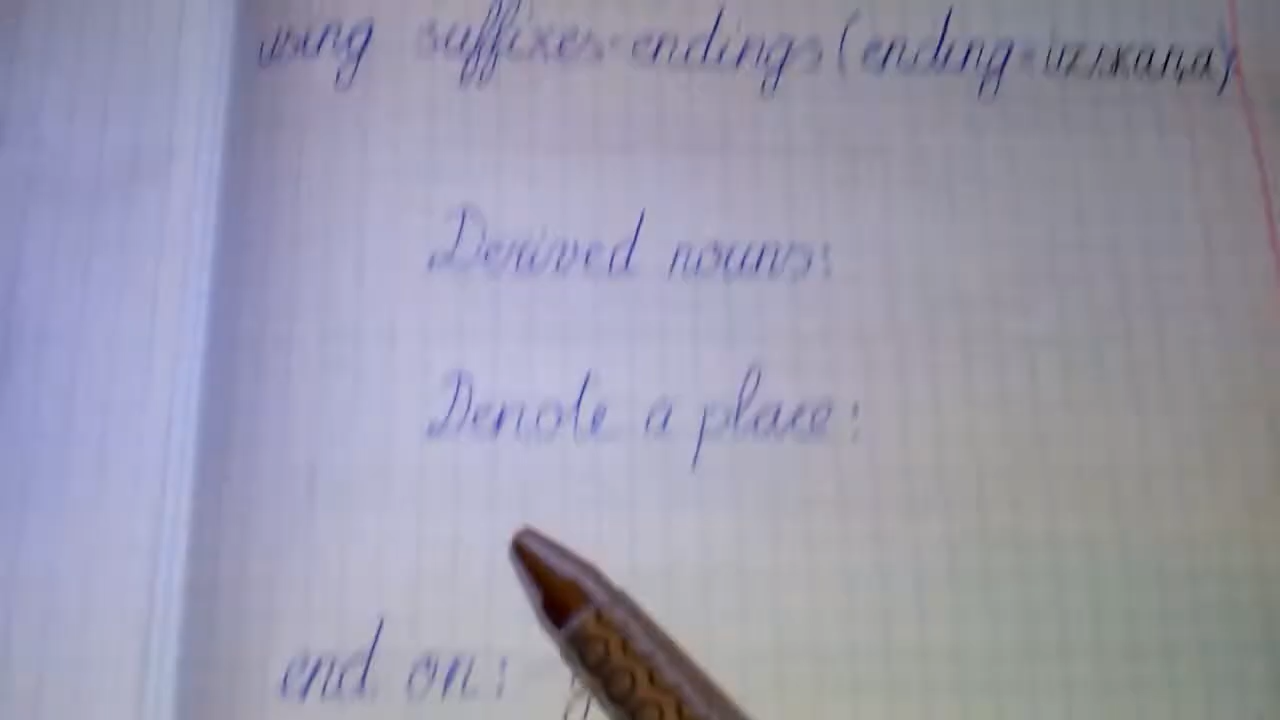 using suffixes-endings (ending =
Derived nouns:
Denote a place:
end on: